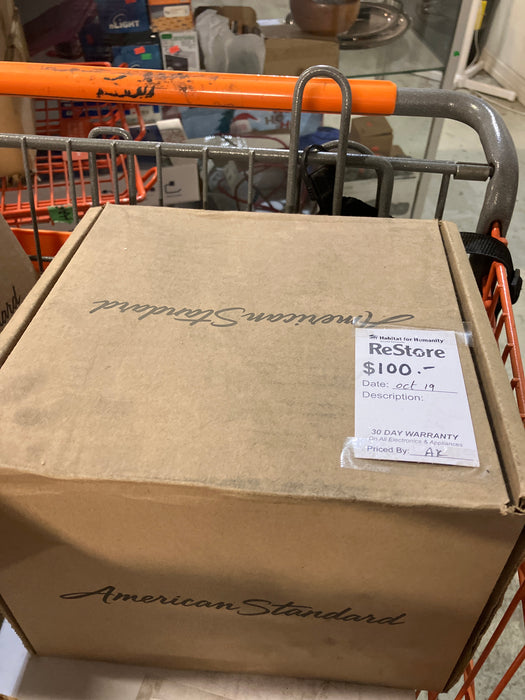 LIGHT
American Standard
Habitat for Humanity
ReStore
$100.-
Date: oct 19
Description:
30 DAY WARRANTY
On All Electronics & Appliances
Priced By: AK
American Standard